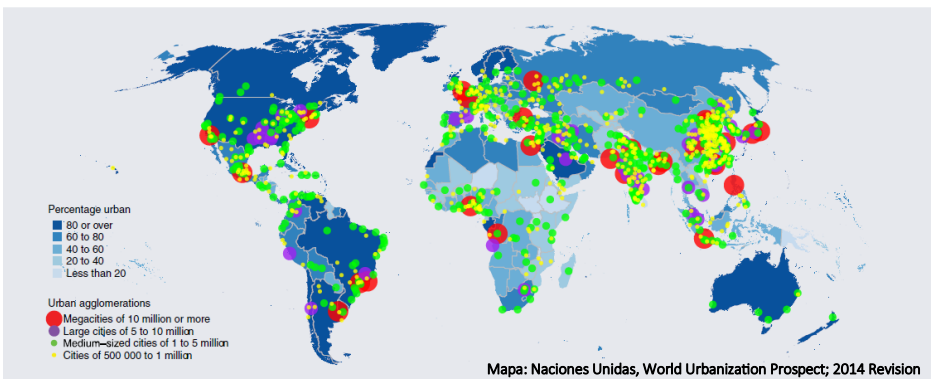 Percentage urban
80 or over
60 to 80
40 to 60
20 to 40
Less than 20
Urban agglomerations
Megacities of 10 million or more
Large cities of 5 to 10 million
Medium–sized cities of 1 to 5 million
Cities of 500 000 to 1 million
Mapa: Naciones Unidas, World Urbanization Prospect; 2014 Revision